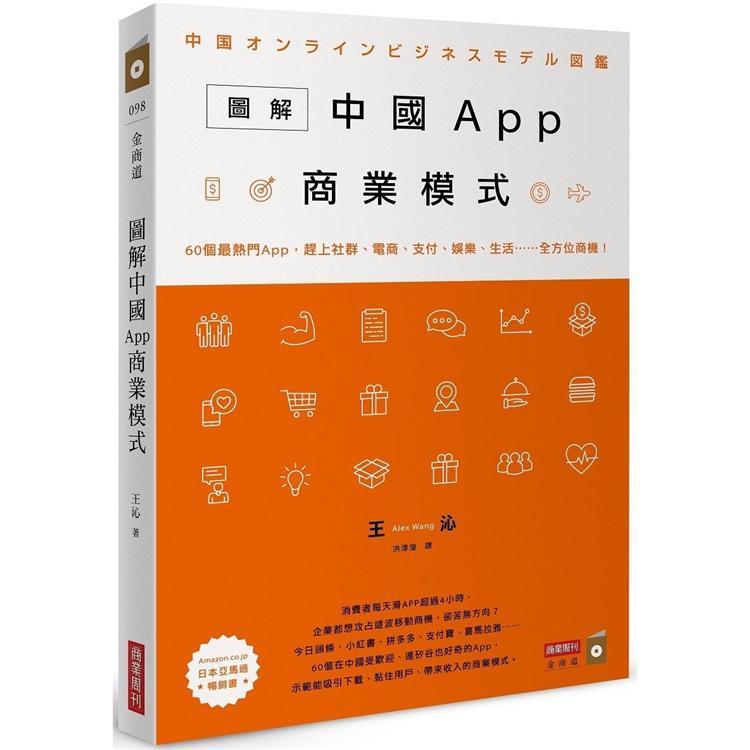 中国オンラインビジネスモデル図鑑
圖解 中國App
商業模式
60個最熱門App，趕上社群、電商、支付、娛樂、生活⋯⋯全方位商機！
王 Alex Wang 沁
洪淳瀅 譯
消費者每天滑APP超過4小時，
企業都想攻占這波移動商機，卻苦無方向？
今日頭條、小紅書、拼多多、支付寶、喜馬拉雅⋯⋯
60個在中國受歡迎、連矽谷也好奇的App，
示範能吸引下載、黏住用戶、帶來收入的商業模式。
Amazon.co.jp
日本亞馬遜
暢銷書
商業周刊
金商道
098
金商道
圖解中國App商業模式
王沁 著
商業周刊